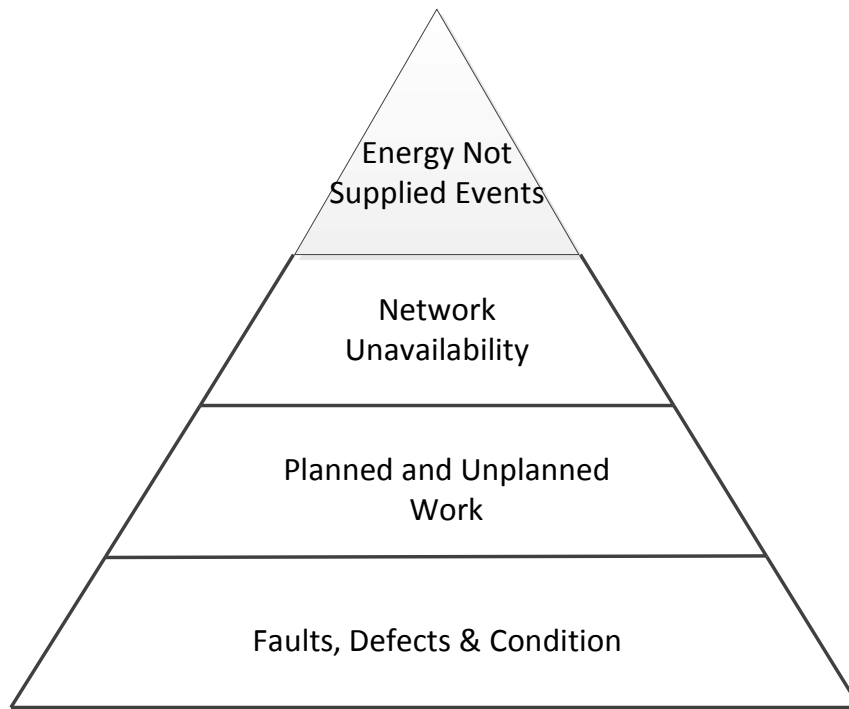 Energy Not
Supplied Events
Network
Unavailability
Planned and Unplanned
Work
Faults, Defects & Condition